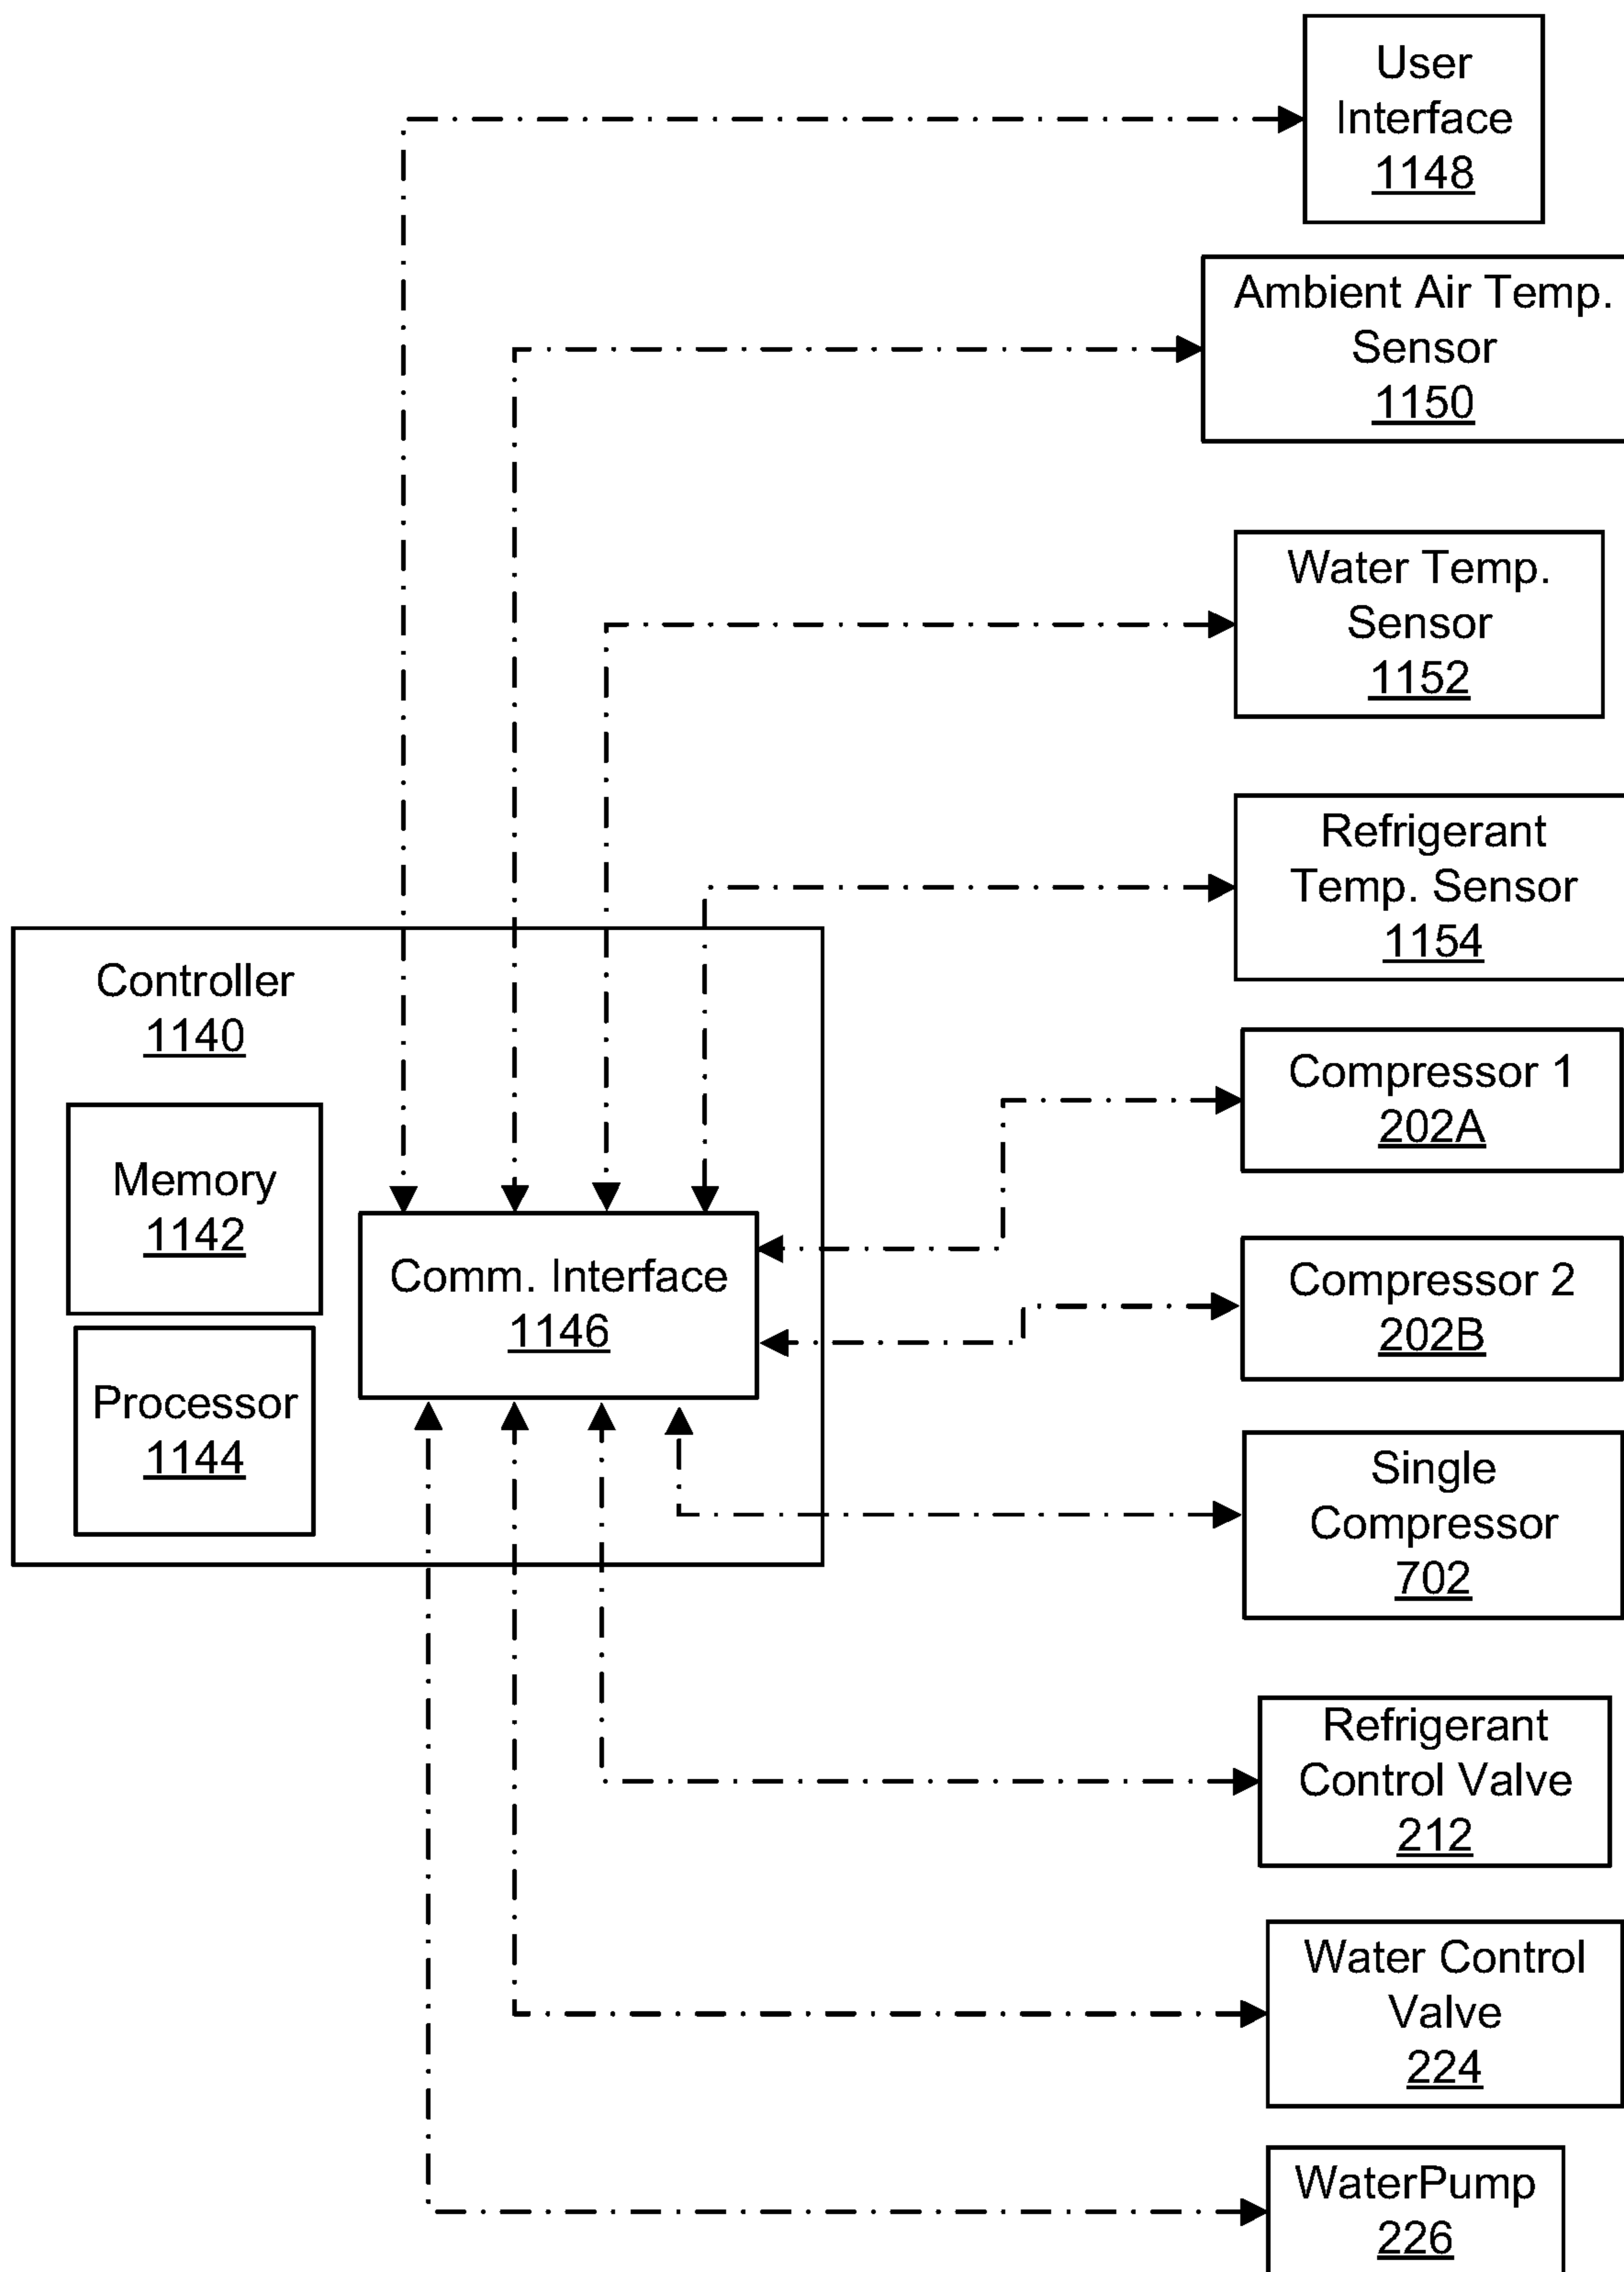 User
Interface
1148
Ambient Air Temp.
Sensor
1150
Water Temp.
Sensor
1152
Refrigerant
Temp. Sensor
1154
Controller
1140
Memory
1142
Processor
1144
Comm. Interface
1146
Compressor 1
202A
Compressor 2
202B
Single
Compressor
702
Refrigerant
Control Valve
212
Water Control
Valve
224
WaterPump
226